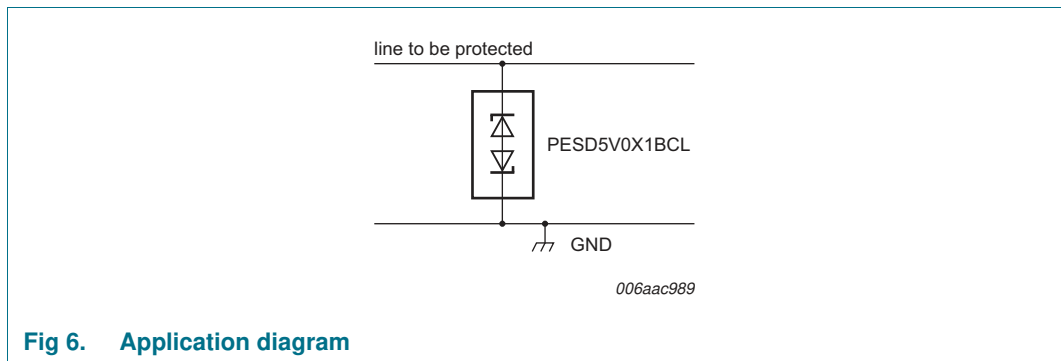 line to be protected
PESD5V0X1BCL
GND
006aac989
Fig 6. Application diagram